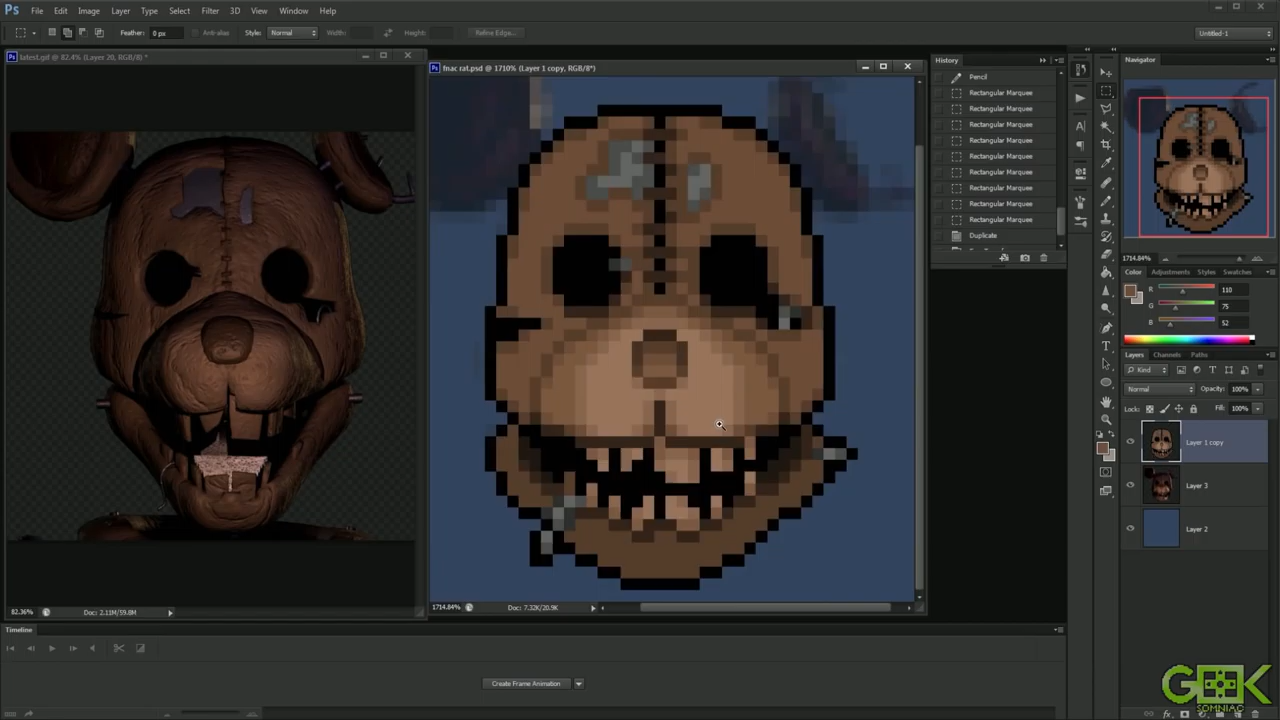 Ps File Edit Image Layer Type Select Filter 3D View Window Help
Feather: 0 px Anti-alias Style: Normal Width: Height: Refine Edge... Untitled-1
latest.gif @ 82.4% (Layer 20, RGB/8) *
fnac rat.psd @ 1710% (Layer 1 copy, RGB/8*)
History
Pencil
Rectangular Marquee
Rectangular Marquee
Rectangular Marquee
Rectangular Marquee
Rectangular Marquee
Rectangular Marquee
Rectangular Marquee
Rectangular Marquee
Rectangular Marquee
Duplicate
Navigator
1714.84%
Color Adjustments Styles Swatches
R 110
G 75
B 52
Layers Channels Paths
Kind
Normal Opacity: 100%
Lock: Fill: 100%
Layer 1 copy
Layer 3
Layer 2
82.36% Doc: 2.11M/59.8M
1714.84% Doc: 7.32K/20.9K
Timeline
Create Frame Animation
GEEK
SOMNIAC